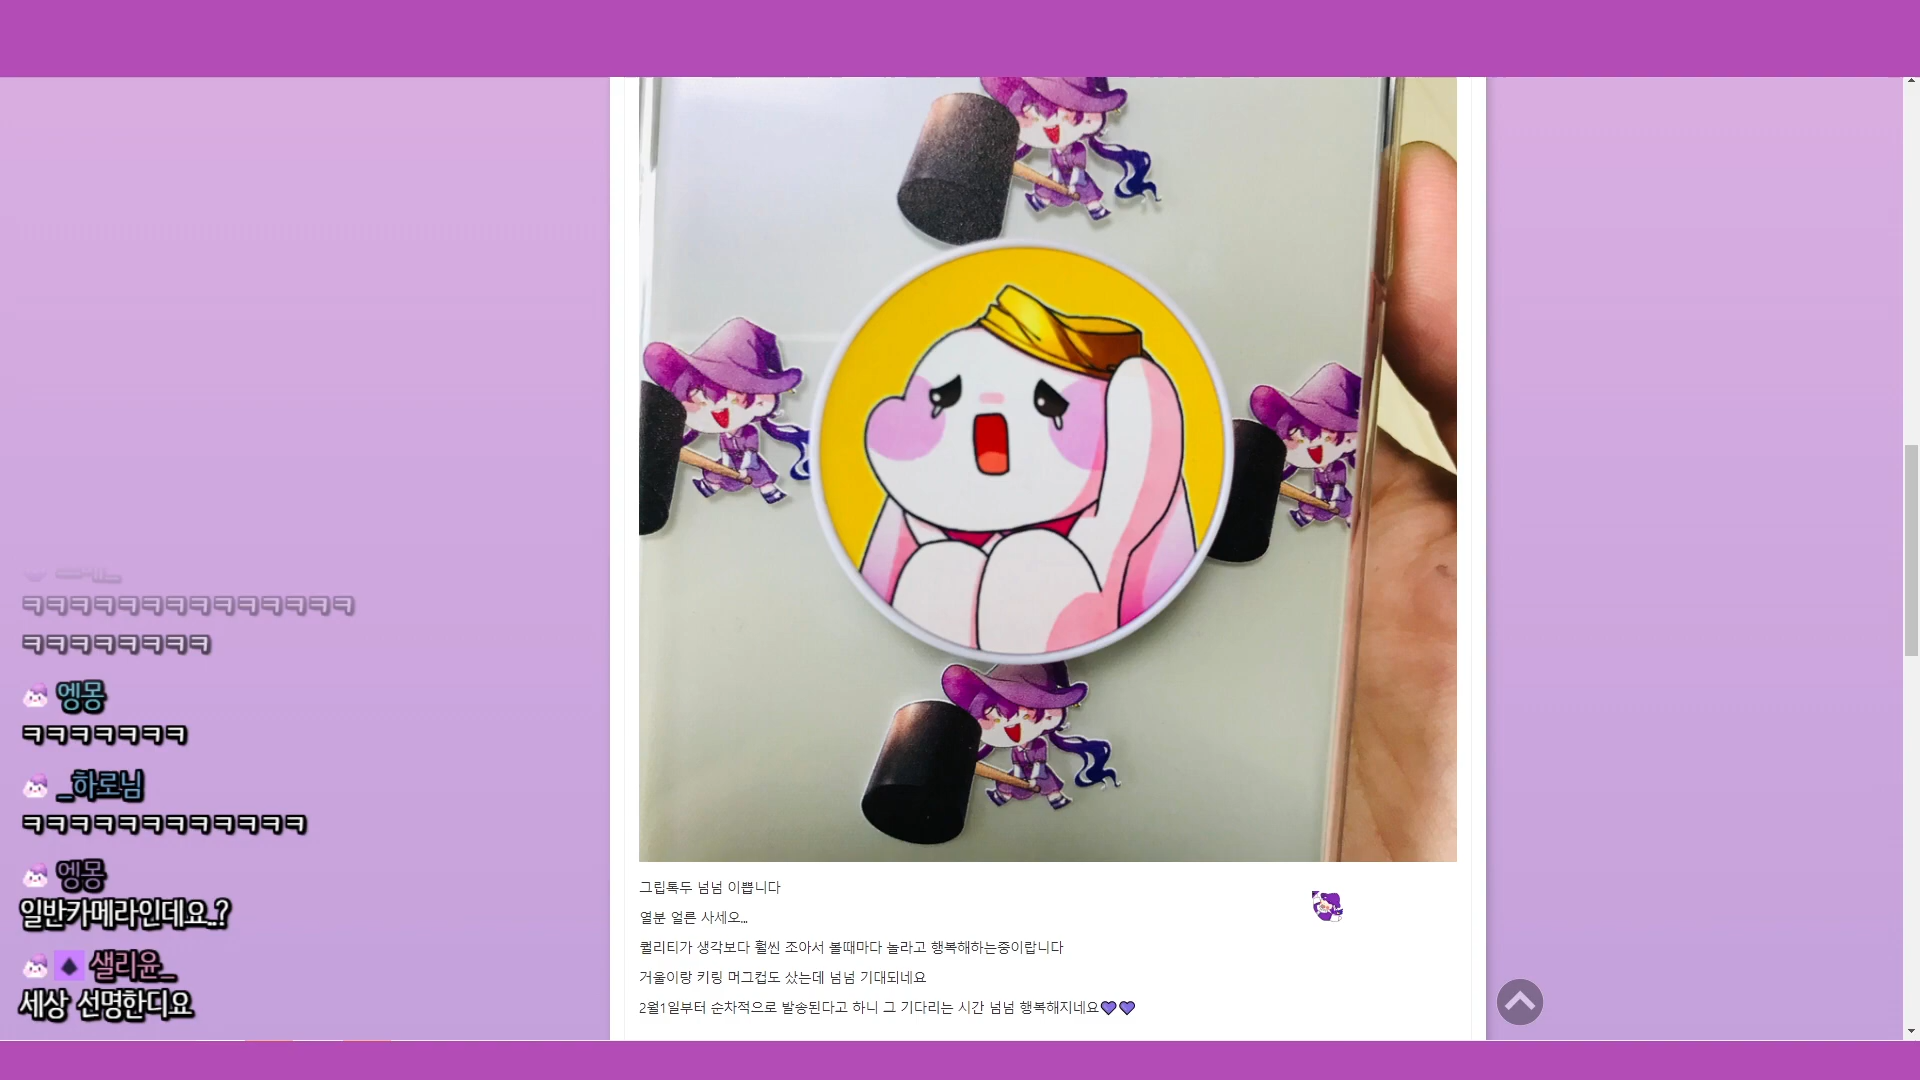 ㅋㅋㅋㅋㅋㅋㅋㅋㅋㅋㅋㅋㅋㅋ
ㅋㅋㅋㅋㅋㅋㅋㅋ
엥몽
ㅋㅋㅋㅋㅋㅋㅋ
_하로님
ㅋㅋㅋㅋㅋㅋㅋㅋㅋㅋㅋㅋ
엥몽
일반카메라인데요..?
샐리윤_
세상 선명한디요
그립톡두 넘넘 이쁩니다
열분 얼른 사세오...
퀄리티가 생각보다 훨씬 조아서 볼때마다 놀라고 행복해하는중이랍니다
거울이랑 키링 머그컵도 샀는데 넘넘 기대되네요
2월1일부터 순차적으로 발송된다고 하니 그 기다리는 시간 넘넘 행복해지네요💜💜